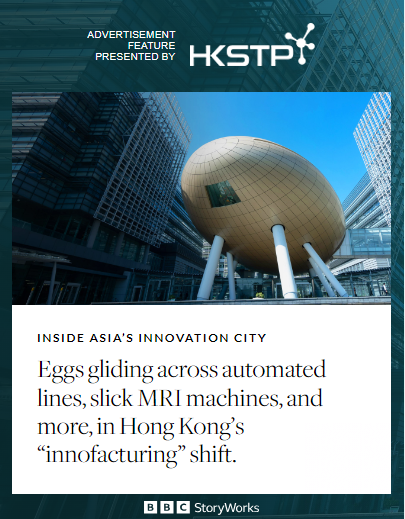 ADVERTISEMENT
FEATURE
PRESENTED BY
HKSTP
INSIDE ASIA'S INNOVATION CITY
Eggs gliding across automated
lines, slick MRI machines, and
more, in Hong Kong's
“innofacturing” shift.
BBC StoryWorks